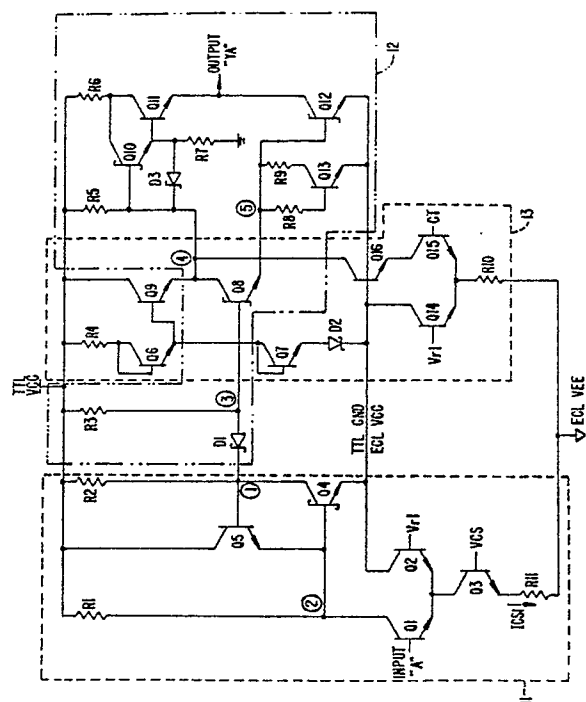 TTL
VCC
R1
R2
R3
R4
R5
R6
Q5
①
②
③
④
⑤
D1
Q4
Q6
Q9
Q8
Q7
D2
Q10
Q11
D3
R7
OUTPUT
"YA"
R8
R9
Q13
Q12
12
TTL GND
ECL VCC
Q16
Q14
Vr1
Q15
CT
R10
13
INPUT
"A"
Q1
Q2
Vr1
Q3
VCS
ICS1
R11
ECL VEE